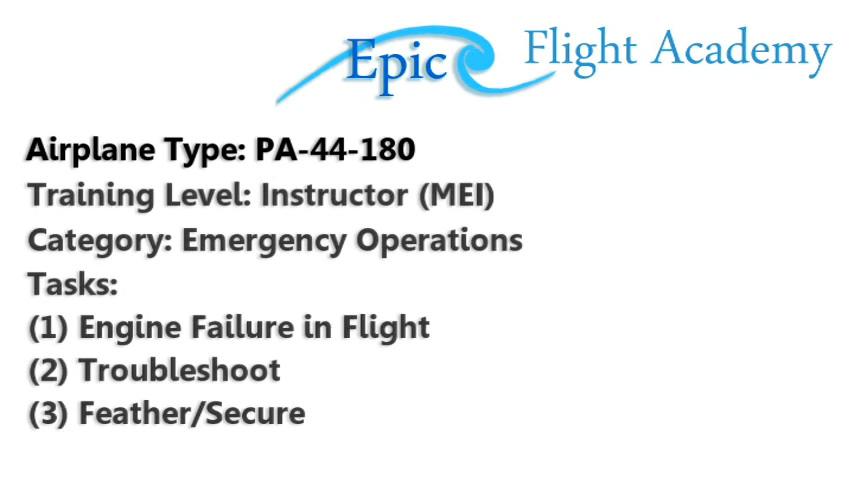 Epic Flight Academy
Airplane Type: PA-44-180
Training Level: Instructor (MEI)
Category: Emergency Operations
Tasks:
(1) Engine Failure in Flight
(2) Troubleshoot
(3) Feather/Secure